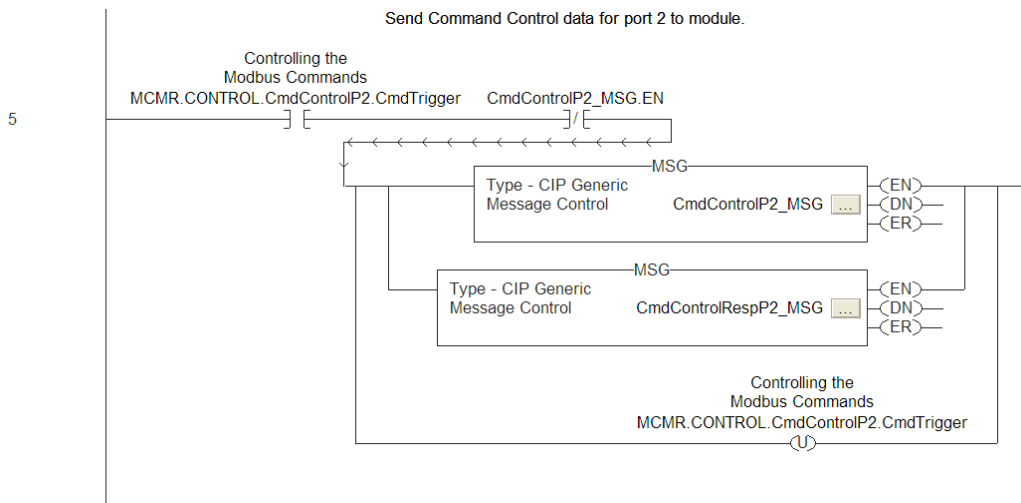 Send Command Control data for port 2 to module.
Controlling the
Modbus Commands
MCMR.CONTROL.CmdControlP2.CmdTrigger
CmdControlP2_MSG.EN
5
/
MSG
Type - CIP Generic
Message Control
CmdControlP2_MSG
...
EN
DN
ER
MSG
Type - CIP Generic
Message Control
CmdControlRespP2_MSG
...
EN
DN
ER
Controlling the
Modbus Commands
MCMR.CONTROL.CmdControlP2.CmdTrigger
U